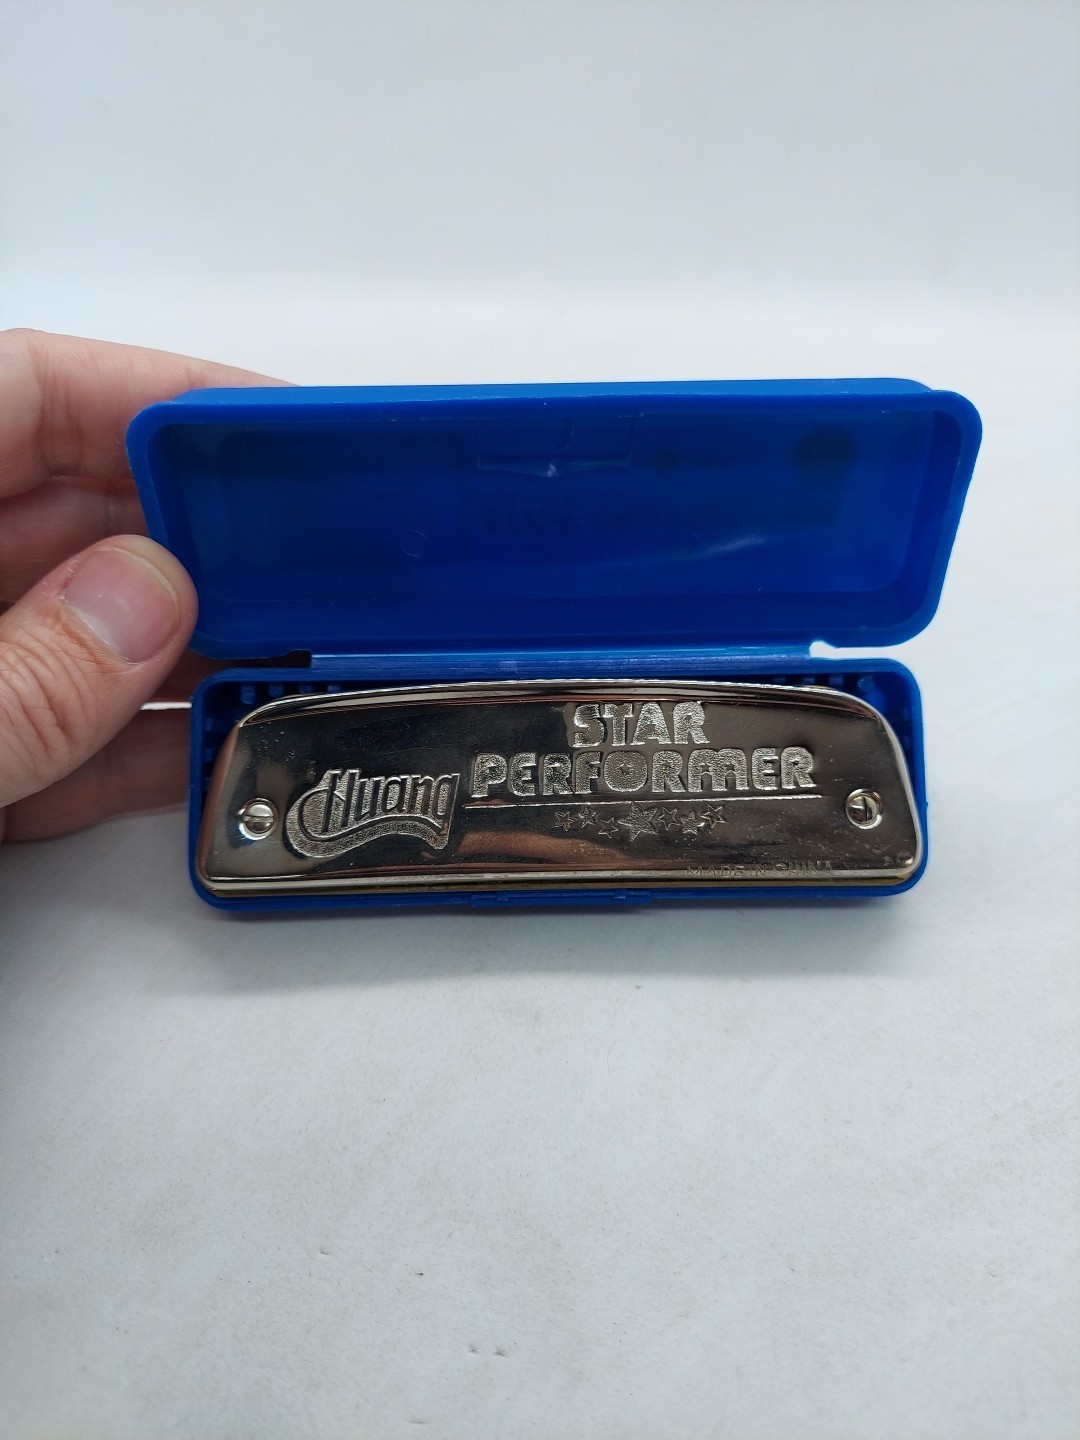 STAR
PERFORMER
Huang
MADE IN CHINA